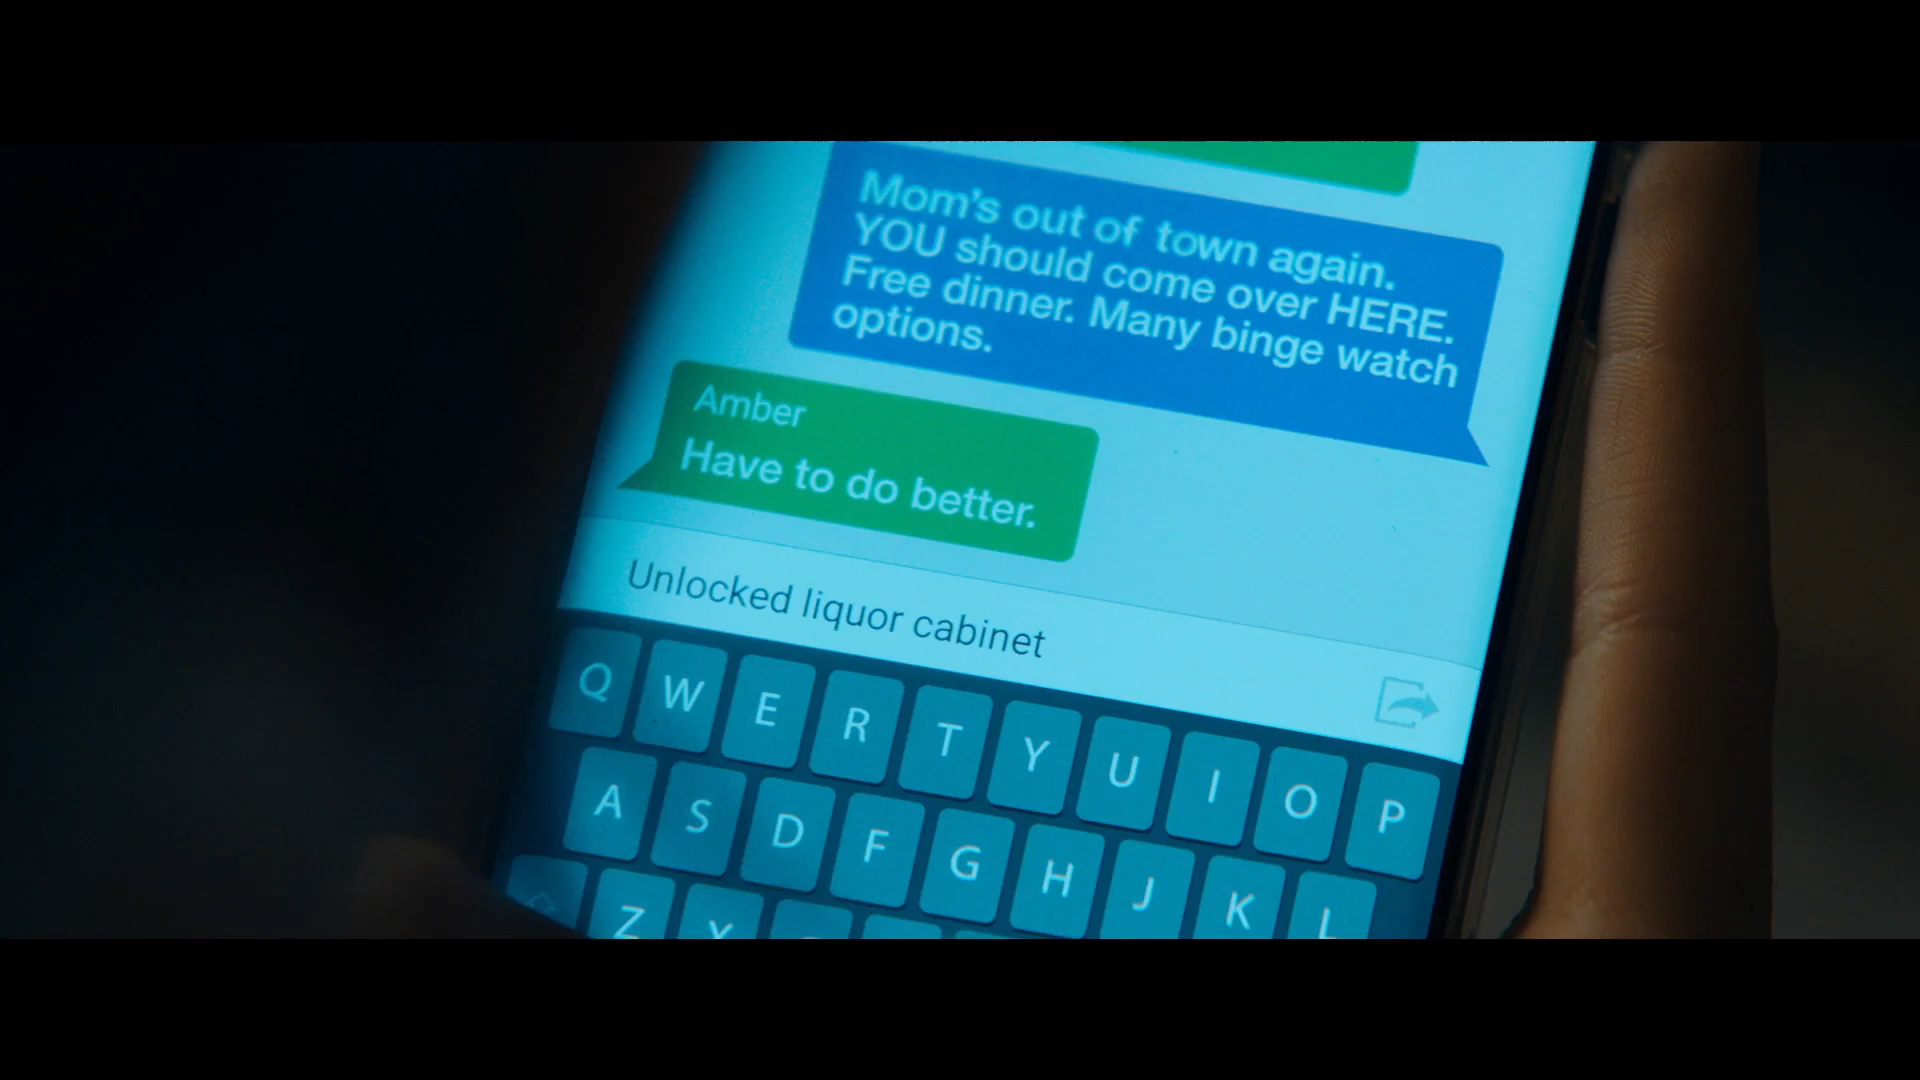 Mom's out of town again.
YOU should come over HERE.
Free dinner. Many binge watch
options.
Amber
Have to do better.
Unlocked liquor cabinet
Q W E R T Y U I O P
A S D F G H J K L
Z